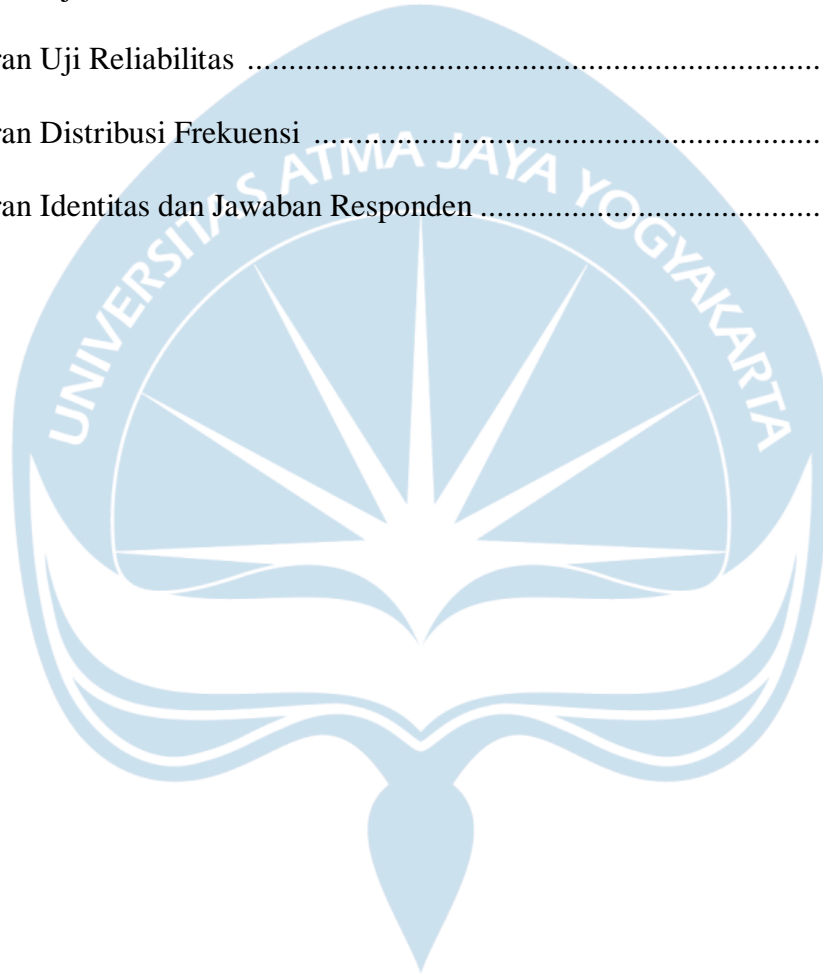 ran Uji Reliabilitas ......................................................................
ran Distribusi Frekuensi .............................................................
ran Identitas dan Jawaban Responden .........................................
UNIVERSITAS ATMA JAYA YOGYAKARTA